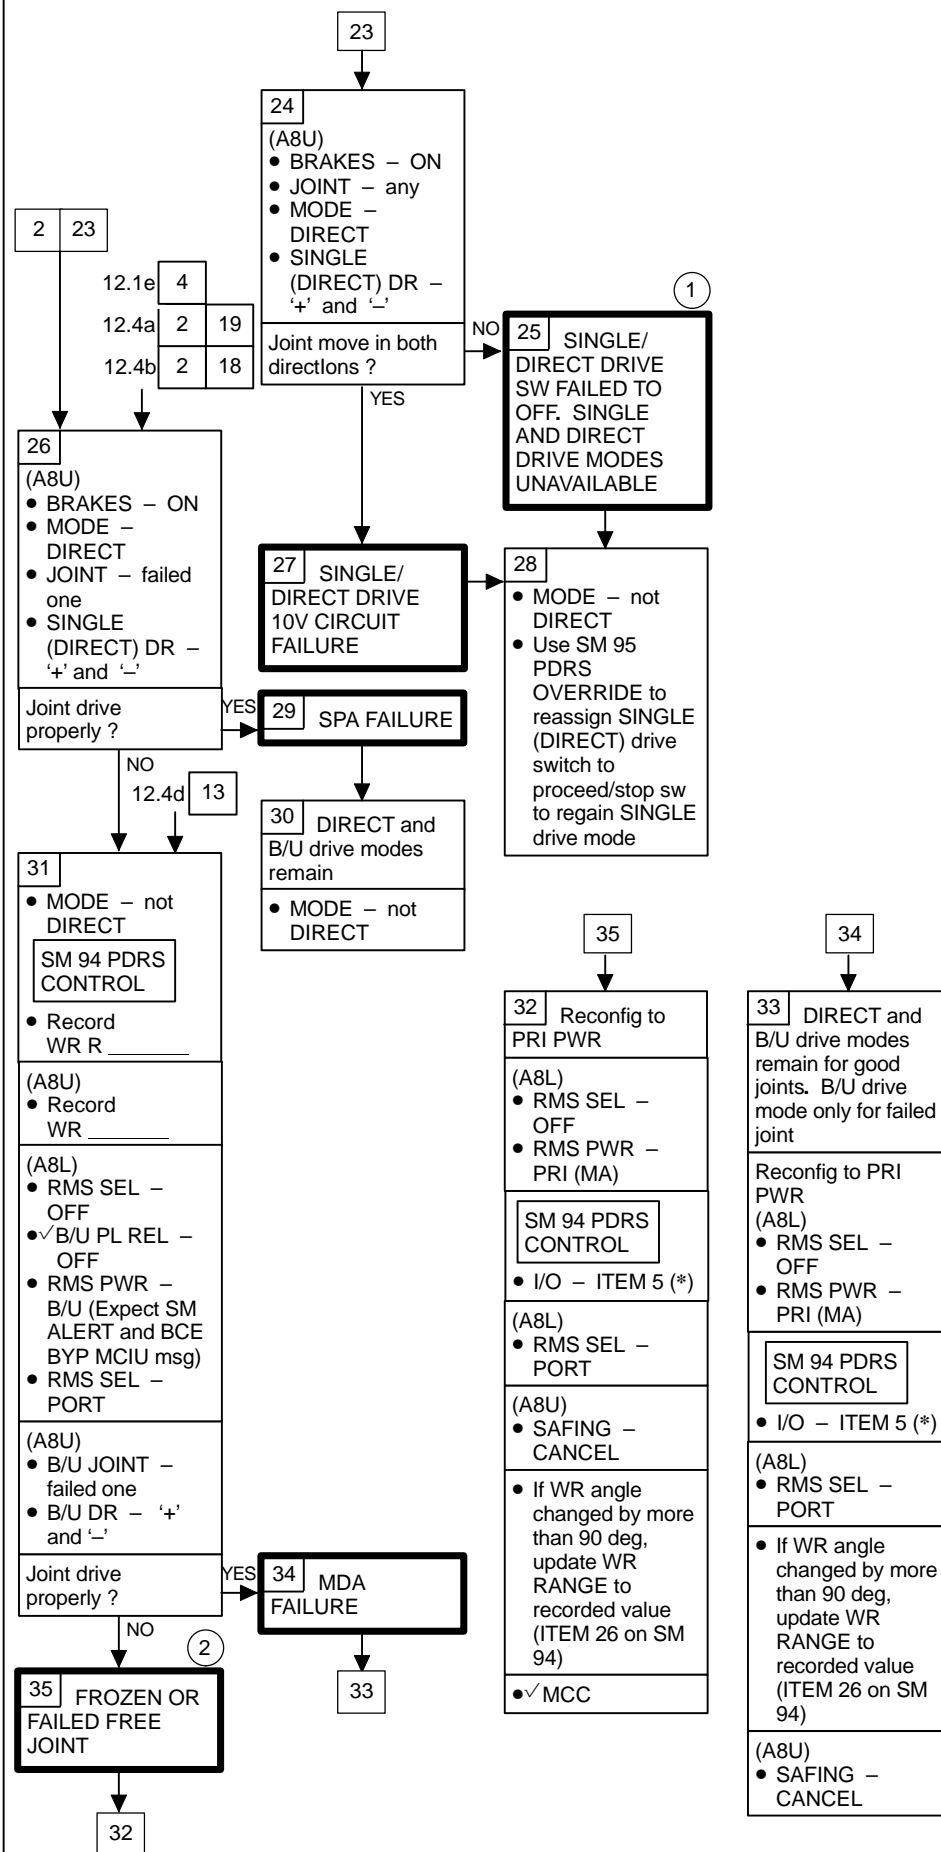 23
24
(A8U)
• BRAKES – ON
• JOINT – any
• MODE –
DIRECT
• SINGLE
(DIRECT) DR –
‘+’ and ‘–’
Joint move in both
directIons ?
NO
YES
2 23
12.1e 4
12.4a 2 19
12.4b 2 18
1
25 SINGLE/
DIRECT DRIVE
SW FAILED TO
OFF. SINGLE
AND DIRECT
DRIVE MODES
UNAVAILABLE
26
(A8U)
• BRAKES – ON
• MODE –
DIRECT
• JOINT – failed
one
• SINGLE
(DIRECT) DR –
‘+’ and ‘–’
Joint drive
properly ?
YES
NO
27 SINGLE/
DIRECT DRIVE
10V CIRCUIT
FAILURE
28
• MODE – not
DIRECT
• Use SM 95
PDRS
OVERRIDE to
reassign SINGLE
(DIRECT) drive
switch to
proceed/stop sw
to regain SINGLE
drive mode
29 SPA FAILURE
30 DIRECT and
B/U drive modes
remain
• MODE – not
DIRECT
12.4d 13
31
• MODE – not
DIRECT
SM 94 PDRS
CONTROL
• Record
WR R ________
(A8U)
• Record
WR ________
(A8L)
• RMS SEL –
OFF
•√B/U PL REL –
OFF
• RMS PWR –
B/U (Expect SM
ALERT and BCE
BYP MCIU msg)
• RMS SEL –
PORT
(A8U)
• B/U JOINT –
failed one
• B/U DR – ‘+’
and ‘–’
Joint drive
properly ?
YES
NO
34 MDA
FAILURE
33
2
35 FROZEN OR
FAILED FREE
JOINT
32
35
32 Reconfig to
PRI PWR
(A8L)
• RMS SEL –
OFF
• RMS PWR –
PRI (MA)
SM 94 PDRS
CONTROL
• I/O – ITEM 5 (*)
(A8L)
• RMS SEL –
PORT
(A8U)
• SAFING –
CANCEL
• If WR angle
changed by more
than 90 deg,
update WR
RANGE to
recorded value
(ITEM 26 on SM
94)
•√MCC
34
33 DIRECT and
B/U drive modes
remain for good
joints. B/U drive
mode only for failed
joint
Reconfig to PRI
PWR
(A8L)
• RMS SEL –
OFF
• RMS PWR –
PRI (MA)
SM 94 PDRS
CONTROL
• I/O – ITEM 5 (*)
(A8L)
• RMS SEL –
PORT
• If WR angle
changed by more
than 90 deg,
update WR
RANGE to
recorded value
(ITEM 26 on SM
94)
(A8U)
• SAFING –
CANCEL